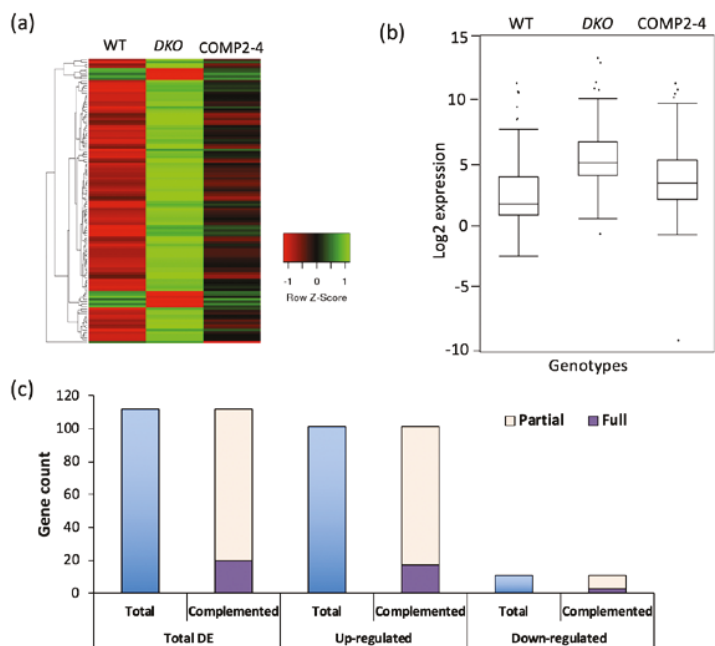 (a)
WT DKO COMP2-4
-1 0 1
Row Z-Score
(b)
WT DKO COMP2-4
15
10
5
0
-5
-10
Log2 expression
Genotypes
(c)
120
100
80
60
40
20
0
Gene count
Partial Full
Total Complemented Total Complemented Total Complemented
Total DE Up-regulated Down-regulated